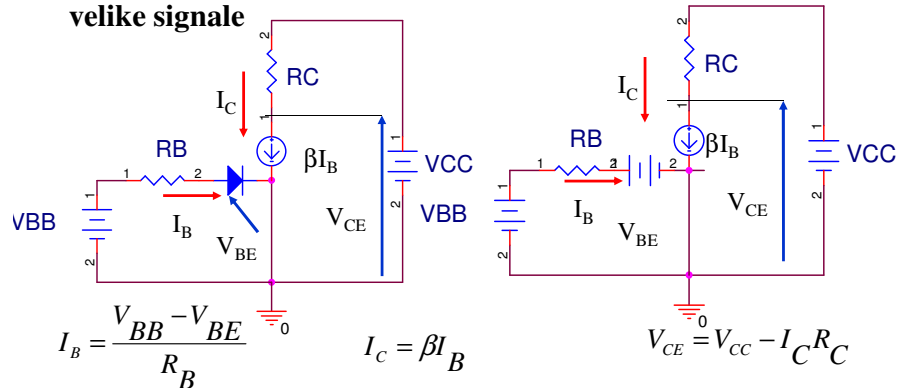 velike signale
2
RC
I_C
1
βI_B
RB
1
2
I_B
V_BE
V_CE
1
VCC
2
1
VBB
2
0
2
RC
I_C
1
βI_B
RB
1
2
2
I_B
V_BE
V_CE
1
VCC
2
1
VBB
2
0
I_B = (V_BB − V_BE) / R_B
I_C = βI_B
V_CE = V_CC − I_C R_C